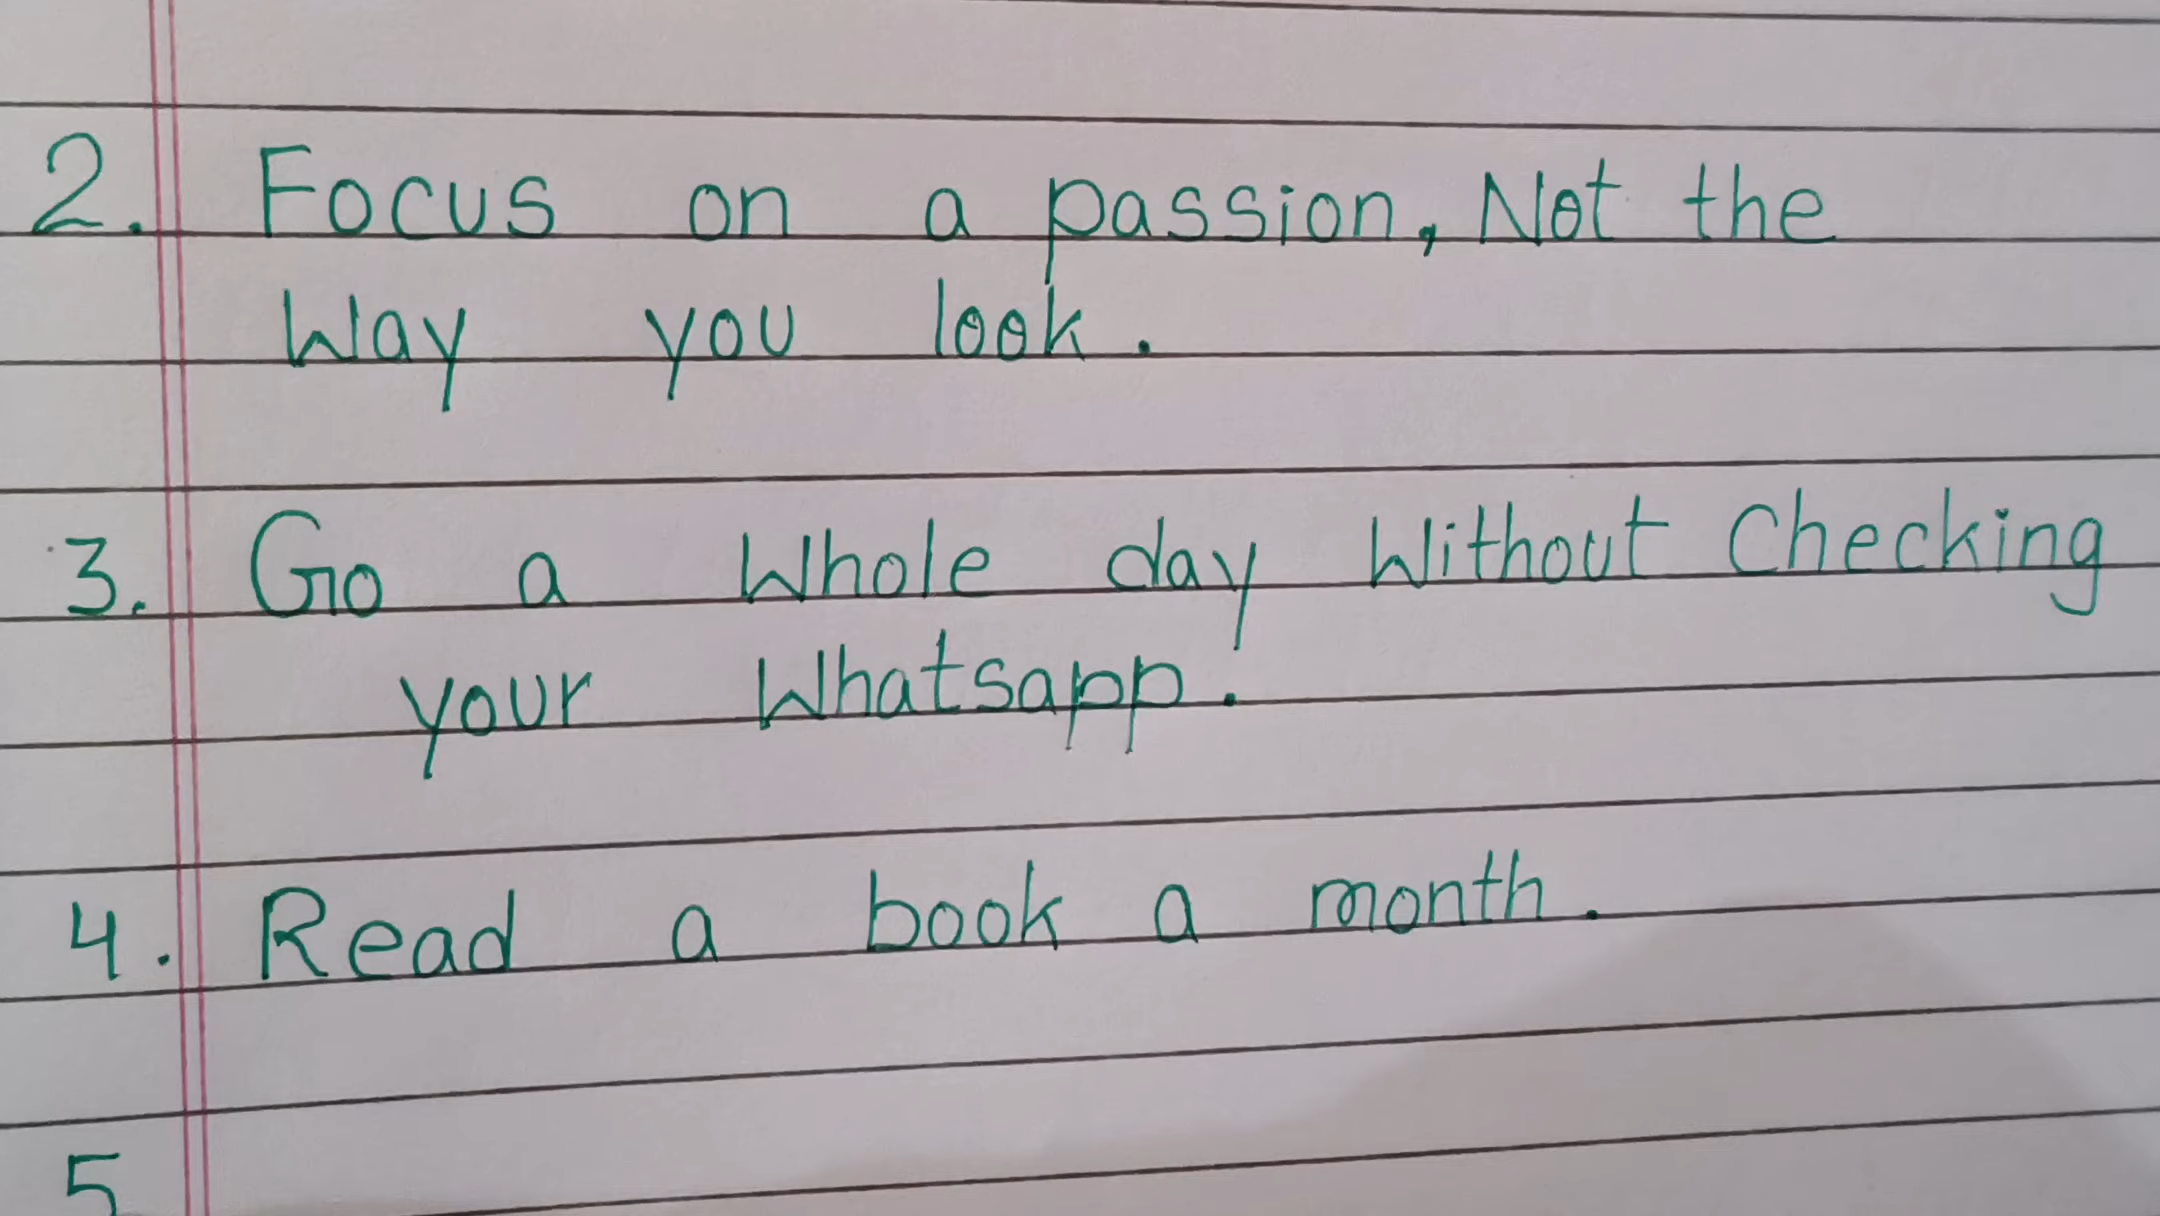 2. Focus on a passion, Not the
Way you look.
3. Go a Whole day Without Checking
your Whatsapp.
4. Read a book a month.
5